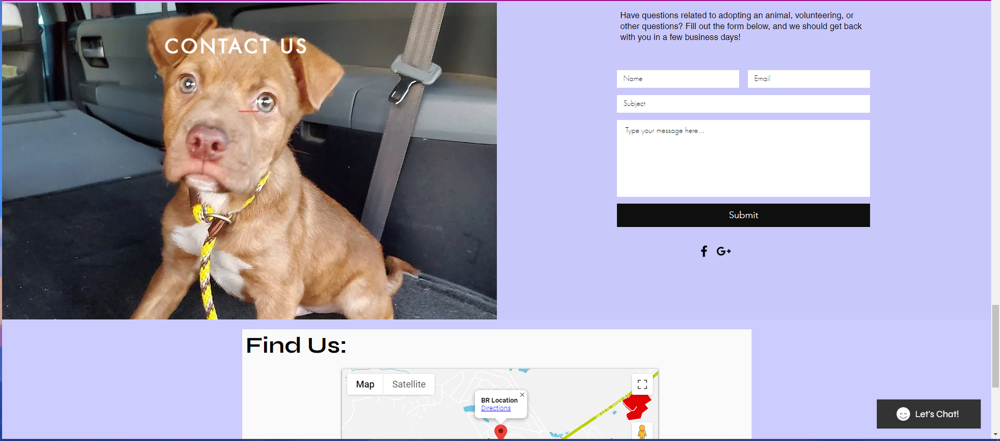 CONTACT US
Have questions related to adopting an animal, volunteering, or
other questions? Fill out the form below, and we should get back
with you in a few business days!
Name
Email
Subject
Type your message here...
Submit
f G+
Find Us:
Map
Satellite
BR Location
Directions
W U.S. Hwy 42
Let's Chat!